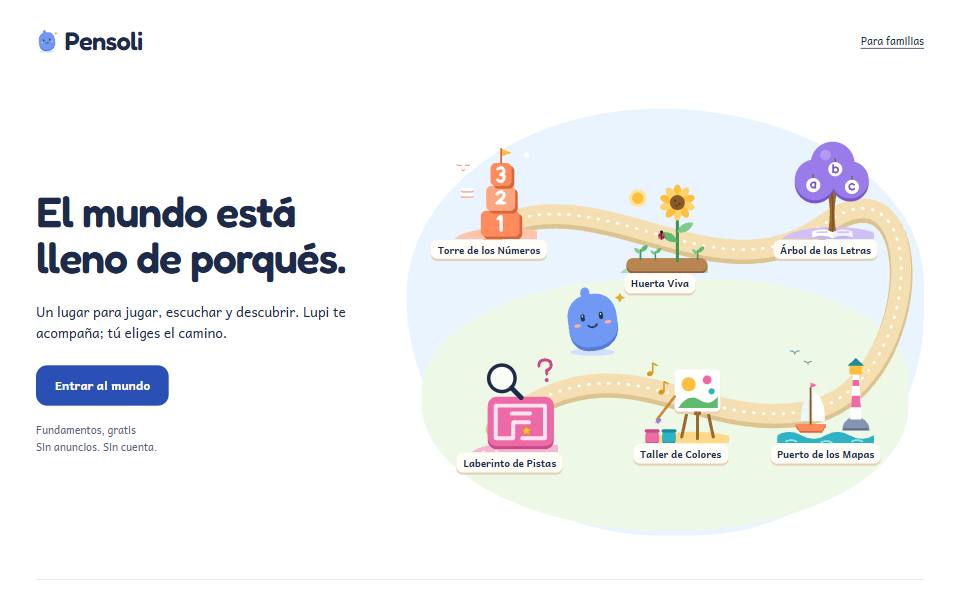 Pensoli
Para familias
El mundo está
lleno de porqués.
Un lugar para jugar, escuchar y descubrir. Lupi te
acompaña; tú eliges el camino.
Entrar al mundo
Fundamentos, gratis
Sin anuncios. Sin cuenta.
3
2
1
Torre de los Números
Huerta Viva
a
b
c
Árbol de las Letras
?
Laberinto de Pistas
Taller de Colores
Puerto de los Mapas